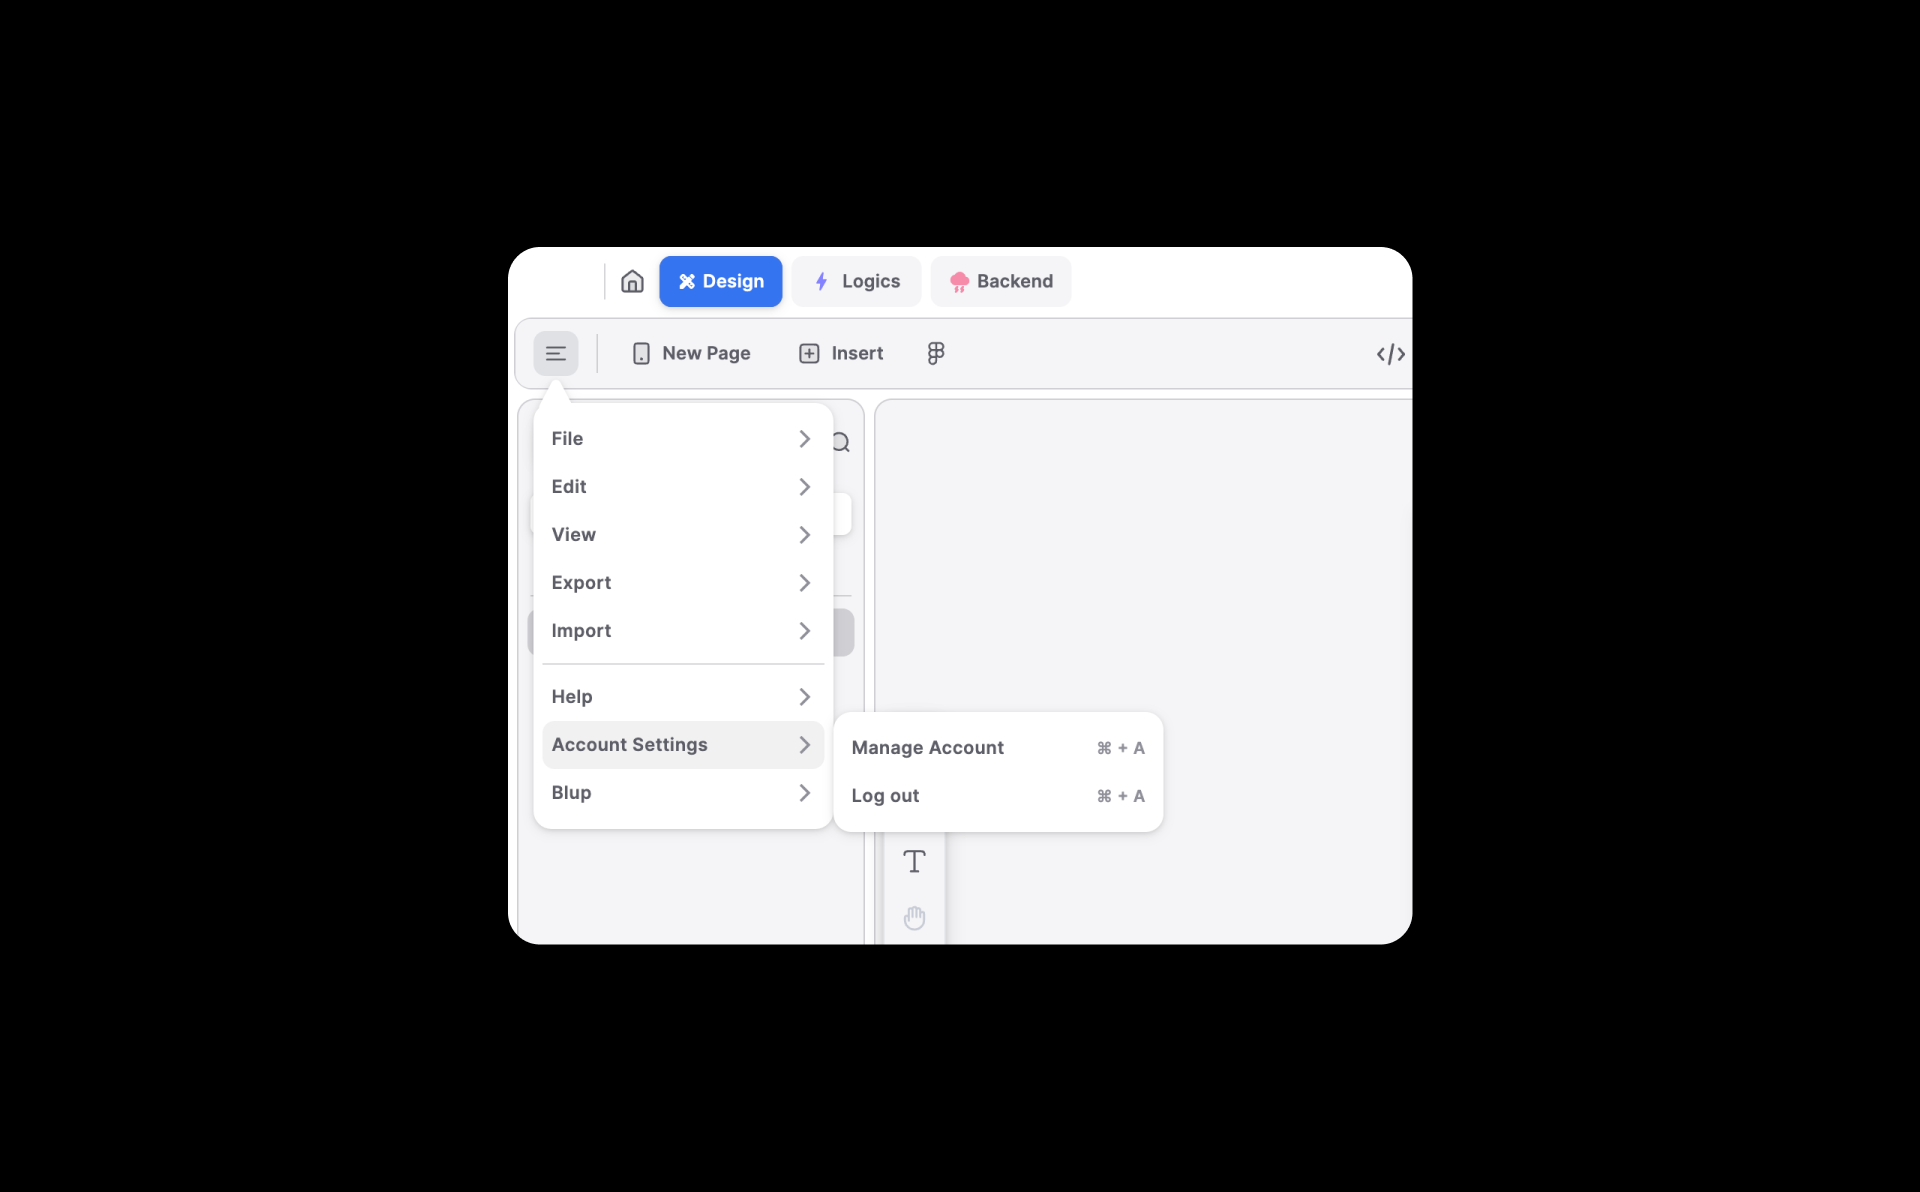 Design
Logics
Backend
New Page
Insert
File
Edit
View
Export
Import
Help
Account Settings
Blup
Manage Account ⌘ + A
Log out ⌘ + A